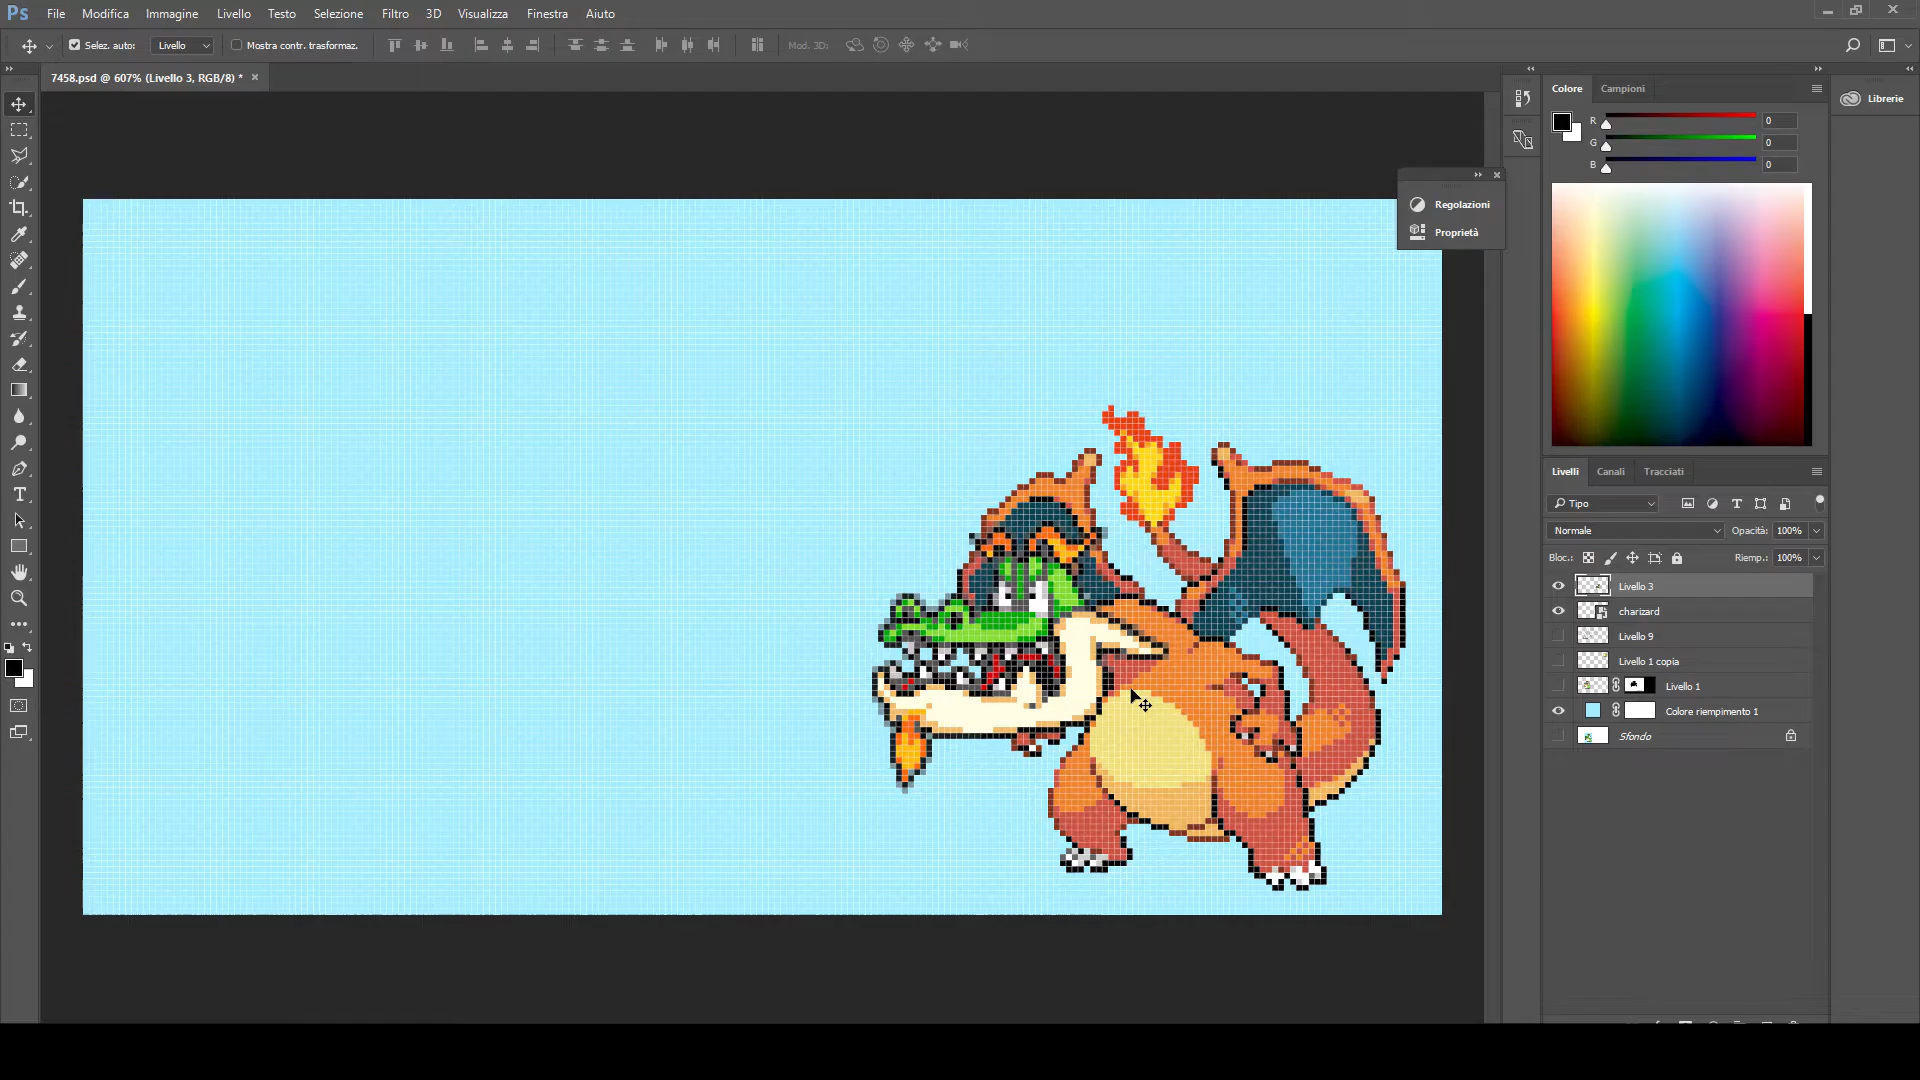 Ps File Modifica Immagine Livello Testo Selezione Filtro 3D Visualizza Finestra Aiuto
Selez. auto: Livello Mostra contr. trasformaz. Mod. 3D:
7458.psd @ 607% (Livello 3, RGB/8) *
Colore Campioni
Librerie
R 0
G 0
B 0
Regolazioni
Proprietà
Livelli Canali Tracciati
Tipo
Normale Opacità: 100%
Bloc.: Riemp.: 100%
Livello 3
charizard
Livello 9
Livello 1 copia
Livello 1
Colore riempimento 1
Sfondo